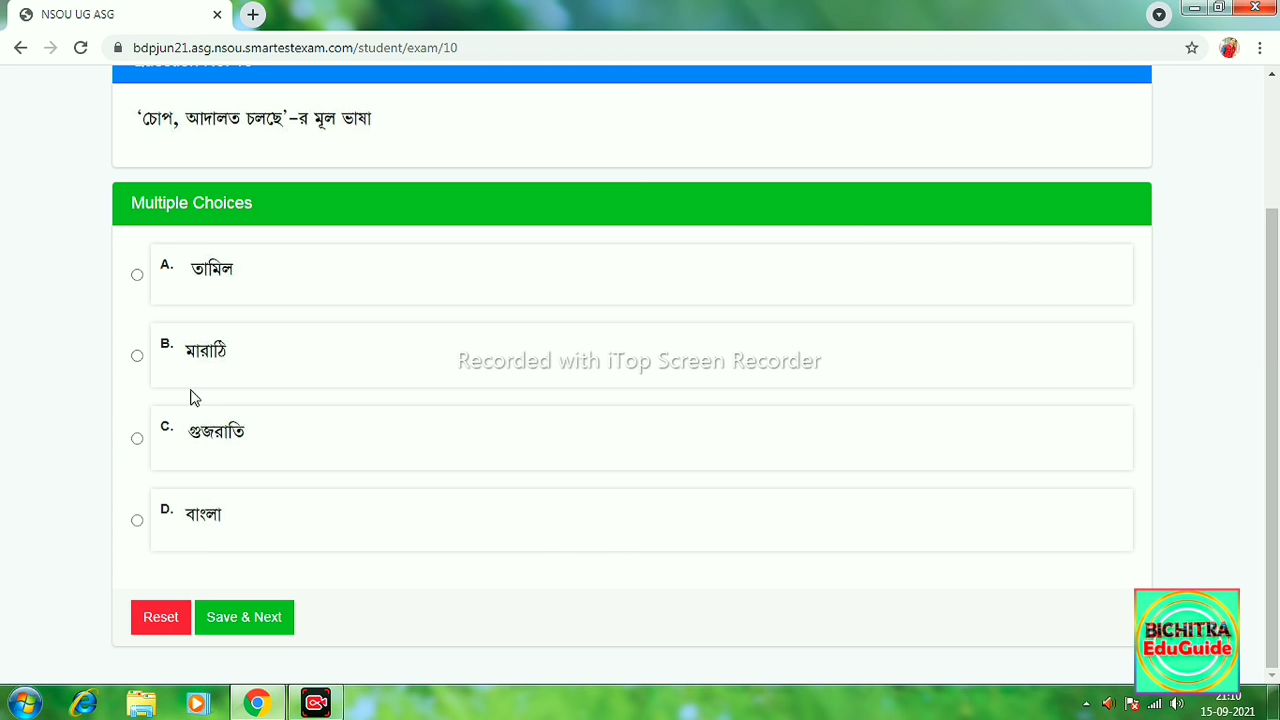 NSOU UG ASG
bdpjun21.asg.nsou.smartestexam.com/student/exam/10
‘চোপ, আদালত চলছে’-র মূল ভাষা
Multiple Choices
A. তামিল
B. মারাঠি
Recorded with iTop Screen Recorder
C. গুজরাতি
D. বাংলা
Reset Save & Next
BICHITRA
EduGuide
21:10
15-09-2021